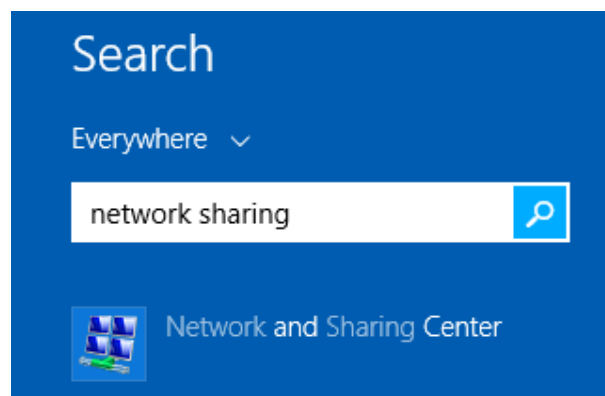 Search
Everywhere
network sharing
Network and Sharing Center